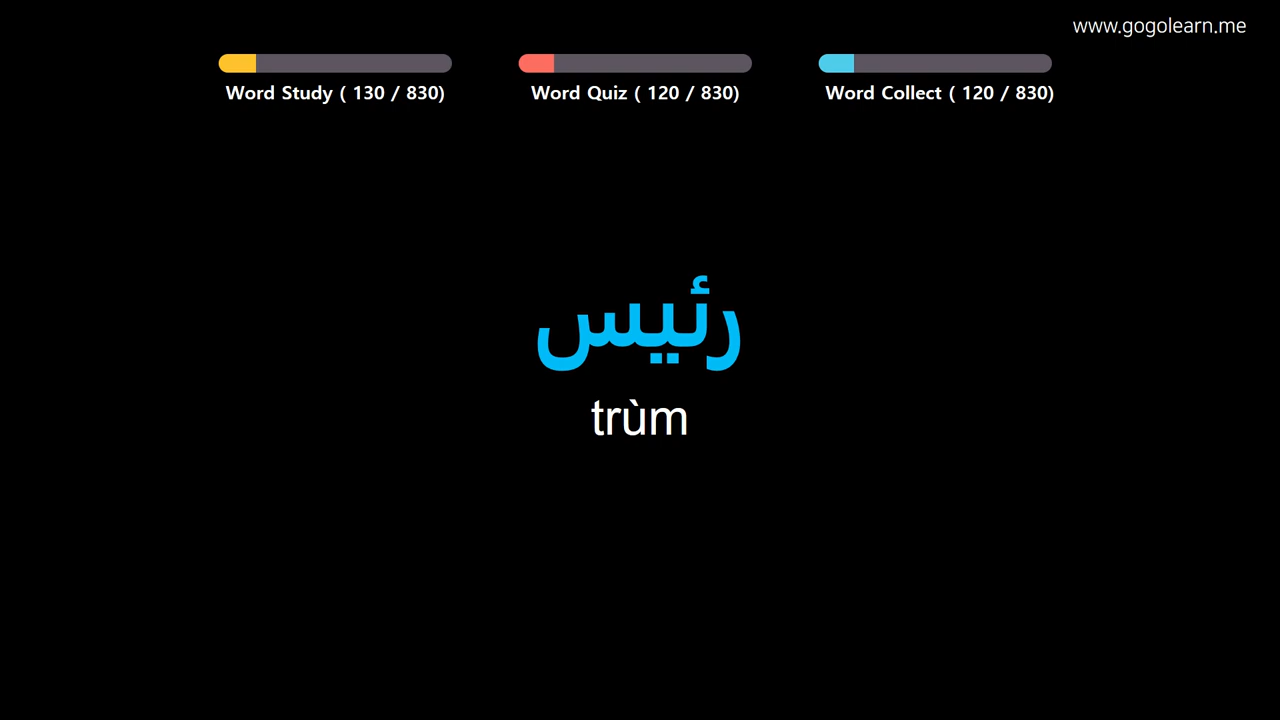 www.gogolearn.me
Word Study ( 130 / 830)
Word Quiz ( 120 / 830)
Word Collect ( 120 / 830)
رئيس
trùm